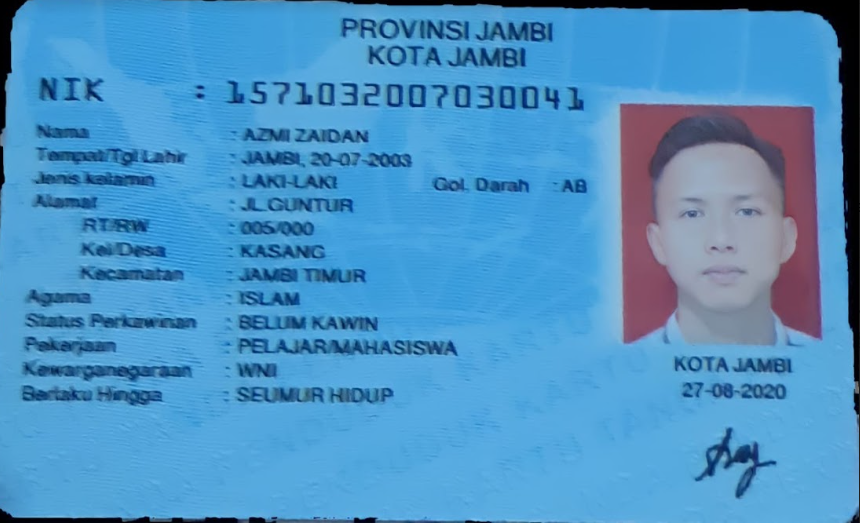 PROVINSI JAMBI
KOTA JAMBI
NIK : 1571032007030041
Nama : AZMI ZAIDAN
Tempat/Tgl Lahir : JAMBI, 20-07-2003
Jenis kelamin : LAKI-LAKI Gol. Darah : AB
Alamat : JL.GUNTUR
RT/RW : 005/000
Kel/Desa : KASANG
Kecamatan : JAMBI TIMUR
Agama : ISLAM
Status Perkawinan : BELUM KAWIN
Pekerjaan : PELAJAR/MAHASISWA
Kewarganegaraan : WNI
Berlaku Hingga : SEUMUR HIDUP
KOTA JAMBI
27-08-2020